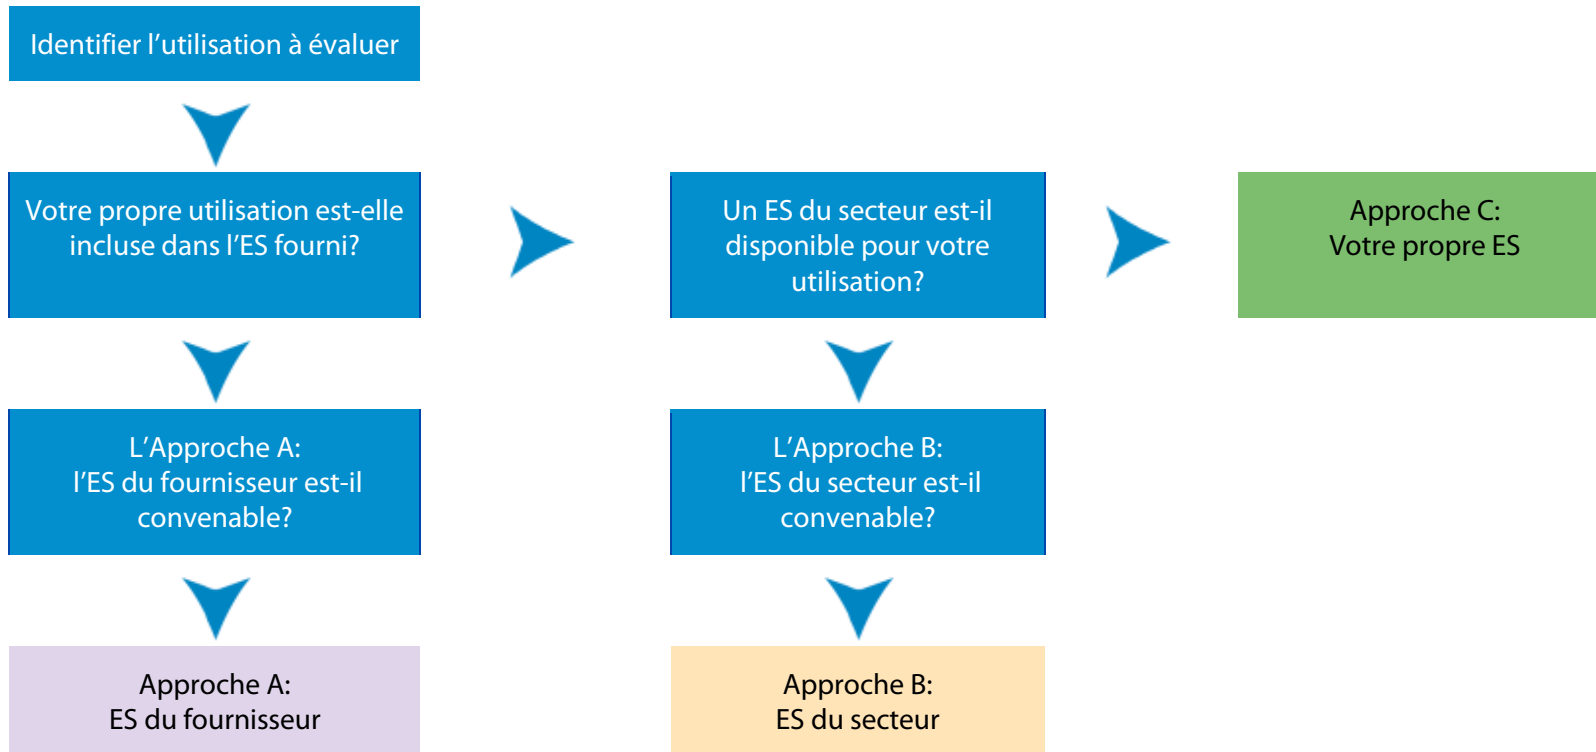 Identifier l’utilisation à évaluer
Votre propre utilisation est-elle
incluse dans l’ES fourni?
Un ES du secteur est-il
disponible pour votre
utilisation?
Approche C:
Votre propre ES
L’Approche A:
l’ES du fournisseur est-il
convenable?
L’Approche B:
l’ES du secteur est-il
convenable?
Approche A:
ES du fournisseur
Approche B:
ES du secteur